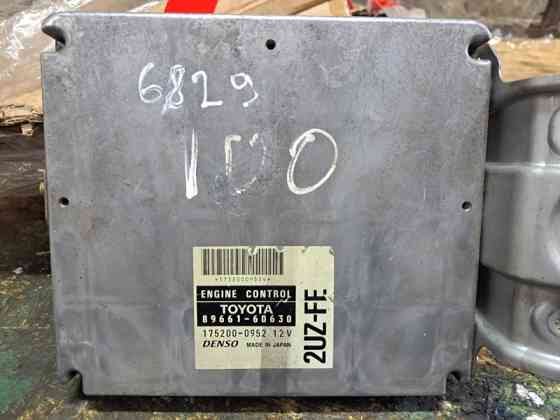 6829
100
ENGINE CONTROL
TOYOTA
89661-60630
175200-0952 12V
DENSO MADE IN JAPAN
2UZ-FE.